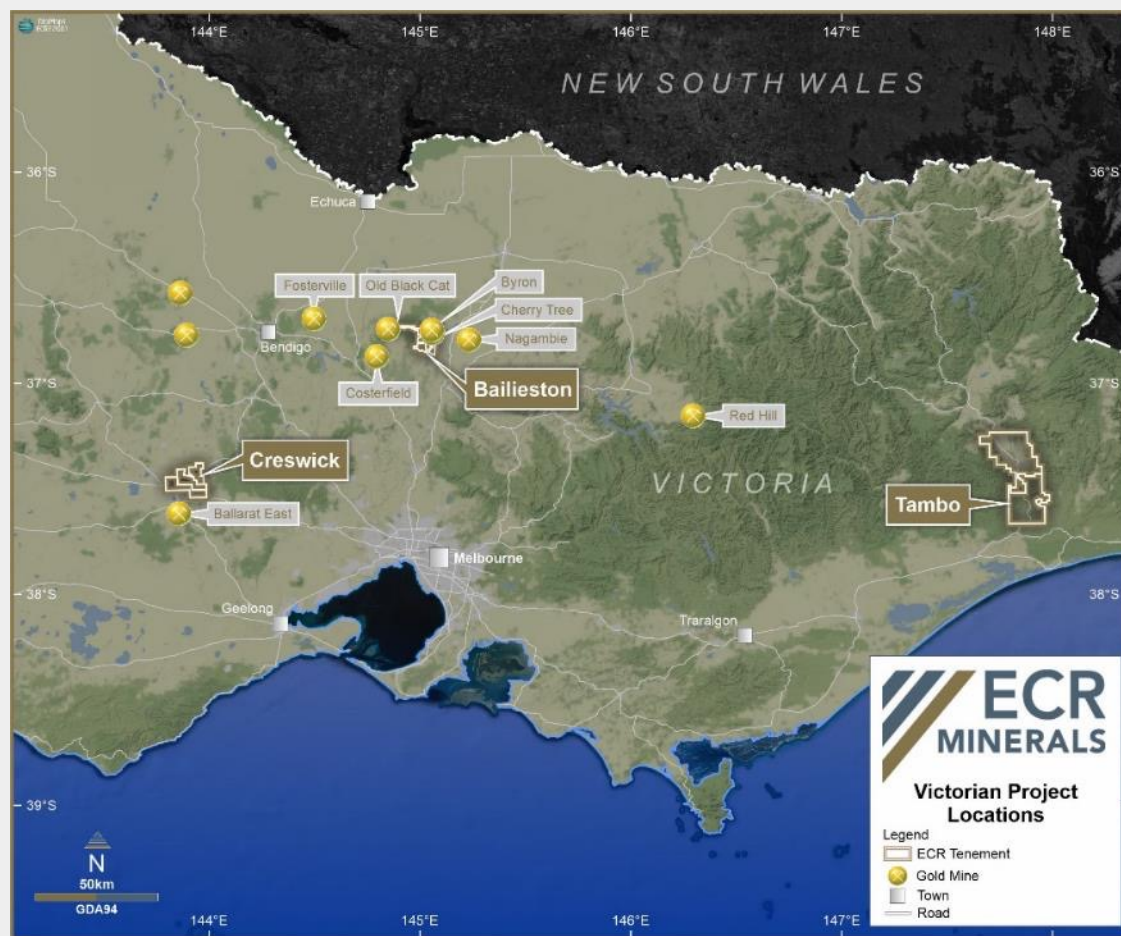 144°E
145°E
146°E
147°E
148°E
NEW SOUTH WALES
36°S
36°S
Echuca
Fosterville
Old Black Cat
Byron
Cherry Tree
Nagambie
Bendigo
Costerfield
Bailieston
37°S
37°S
Red Hill
Creswick
VICTORIA
Tambo
Ballarat East
Melbourne
38°S
38°S
Geelong
Traralgon
ECR
MINERALS
Victorian Project
Locations
Legend
ECR Tenement
Gold Mine
Town
Road
39°S
N
50km
GDA94
144°E
145°E
146°E
147°E